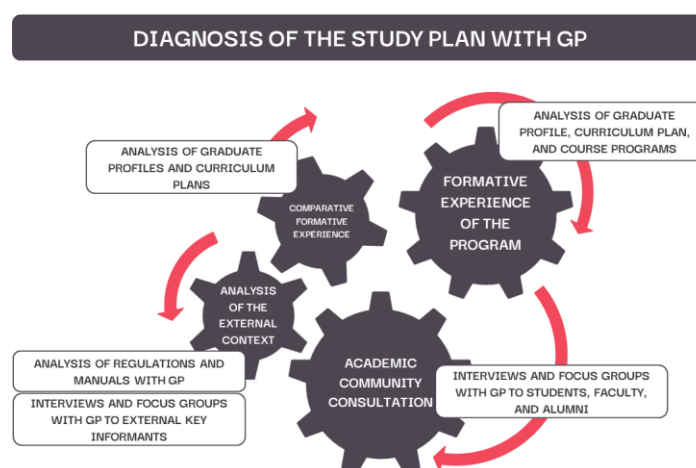 DIAGNOSIS OF THE STUDY PLAN WITH GP
ANALYSIS OF GRADUATE
PROFILE, CURRICULUM PLAN,
AND COURSE PROGRAMS
ANALYSIS OF GRADUATE
PROFILES AND CURRICULUM
PLANS
FORMATIVE
EXPERIENCE
OF THE
PROGRAM
COMPARATIVE
FORMATIVE
EXPERIENCE
ANALYSIS
OF THE
EXTERNAL
CONTEXT
ANALYSIS OF REGULATIONS AND
MANUALS WITH GP
INTERVIEWS AND FOCUS GROUPS
WITH GP TO EXTERNAL KEY
INFORMANTS
ACADEMIC
COMMUNITY
CONSULTATION
INTERVIEWS AND FOCUS GROUPS
WITH GP TO STUDENTS, FACULTY,
AND ALUMNI